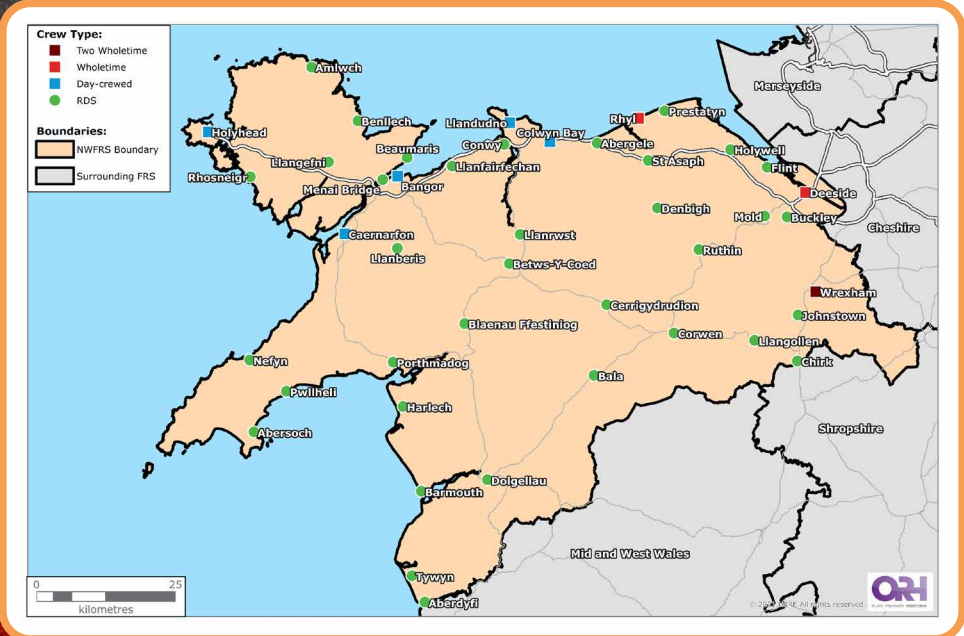 Crew Type:
Two Wholetime
Wholetime
Day-crewed
RDS
Boundaries:
NWFRS Boundary
Surrounding FRS
Amlwch
Merseyside
Holyhead
Benllech
Llandudno
Colwyn Bay
Rhyl
Prestatyn
Beaumaris
Conwy
Abergele
Holywell
Llangefni
Llanfairfechan
St Asaph
Flint
Rhosneigr
Menai Bridge
Bangor
Deeside
Denbigh
Mold
Buckley
Cheshire
Caernarfon
Llanrwst
Llanberis
Ruthin
Betws-Y-Coed
Wrexham
Cerrigydrudion
Johnstown
Blaenau Ffestiniog
Corwen
Llangollen
Nefyn
Porthmadog
Chirk
Bala
Pwllheli
Harlech
Abersoch
Shropshire
Dolgellau
Barmouth
Mid and West Wales
Tywyn
Aberdyfi
0 25
kilometres
ORH
All rights reserved